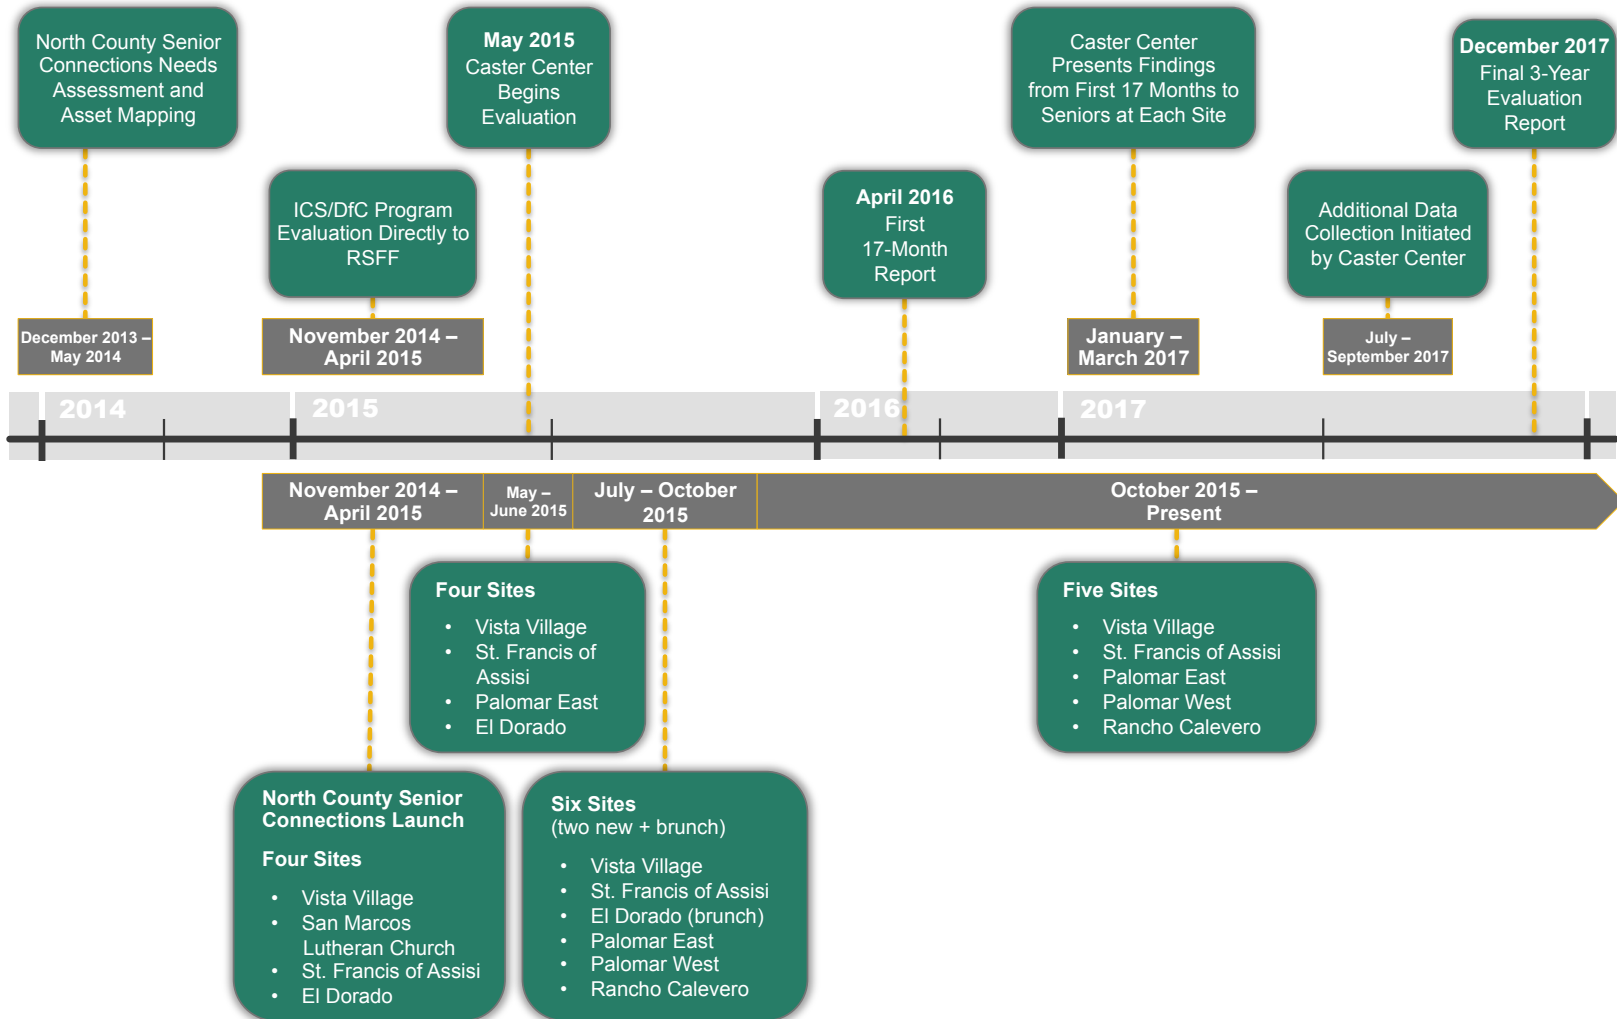 North County Senior
Connections Needs
Assessment and
Asset Mapping
May 2015
Caster Center
Begins
Evaluation
Caster Center
Presents Findings
from First 17 Months to
Seniors at Each Site
December 2017
Final 3-Year
Evaluation
Report
ICS/DfC Program
Evaluation Directly to
RSFF
April 2016
First
17-Month
Report
Additional Data
Collection Initiated
by Caster Center
December 2013 –
May 2014
November 2014 –
April 2015
January –
March 2017
July –
September 2017
2014
2015
2016
2017
November 2014 –
April 2015
May –
June 2015
July – October
2015
October 2015 –
Present
Four Sites
• Vista Village
• St. Francis of
Assisi
• Palomar East
• El Dorado
Five Sites
• Vista Village
• St. Francis of Assisi
• Palomar East
• Palomar West
• Rancho Calevero
North County Senior
Connections Launch
Four Sites
• Vista Village
• San Marcos
Lutheran Church
• St. Francis of Assisi
• El Dorado
Six Sites
(two new + brunch)
• Vista Village
• St. Francis of Assisi
• El Dorado (brunch)
• Palomar East
• Palomar West
• Rancho Calevero